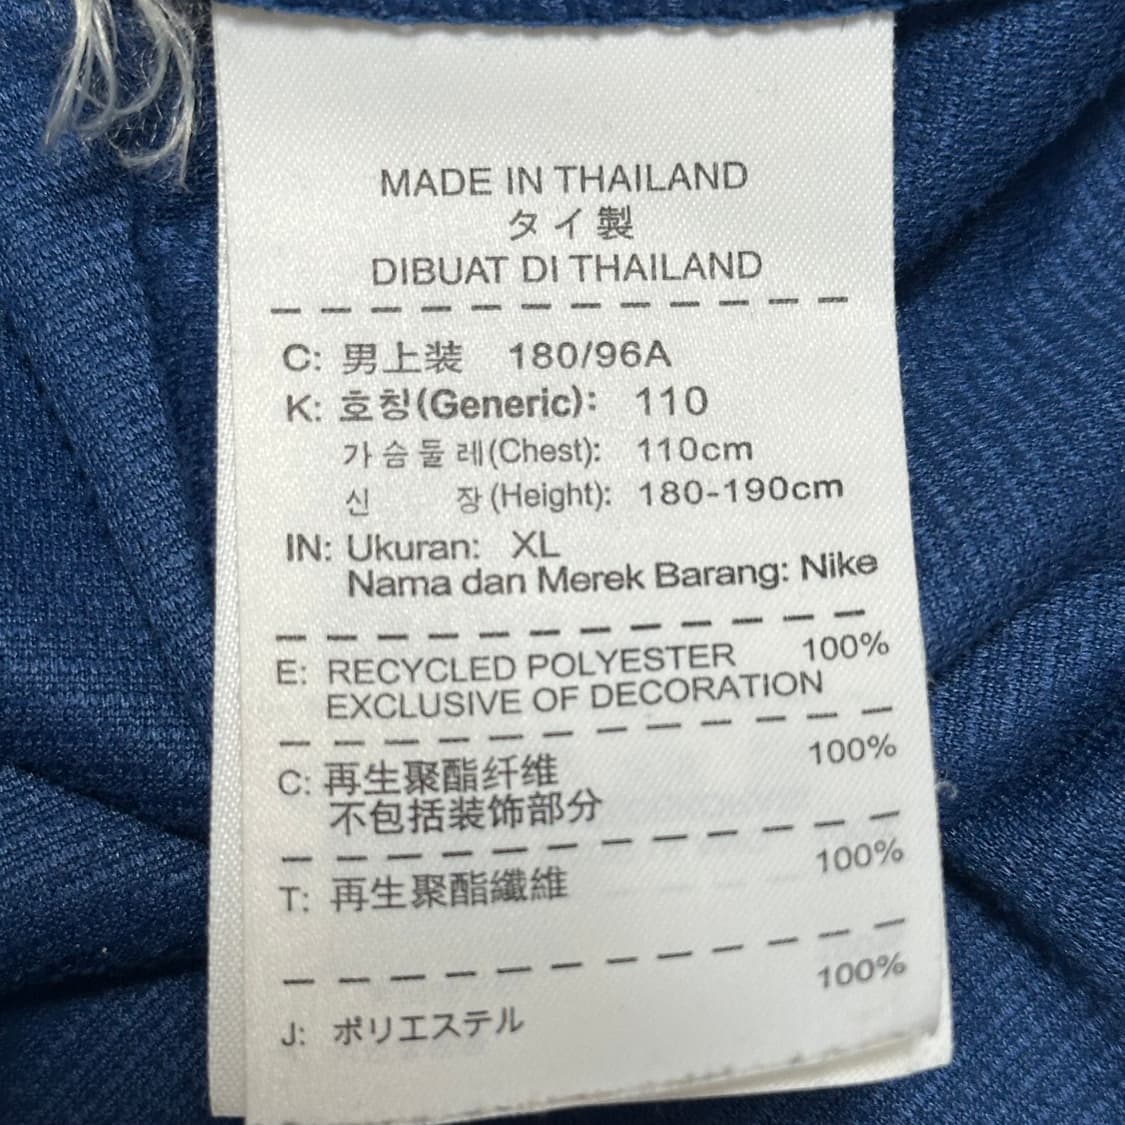 MADE IN THAILAND
タイ製
DIBUAT DI THAILAND
C: 男上装 180/96A
K: 호칭(Generic): 110
가슴둘레(Chest): 110cm
신 장(Height): 180-190cm
IN: Ukuran: XL
Nama dan Merek Barang: Nike
E: RECYCLED POLYESTER 100%
EXCLUSIVE OF DECORATION
C: 再生聚酯纤维 100%
不包括装饰部分
T: 再生聚酯纖維 100%
J: ポリエステル 100%